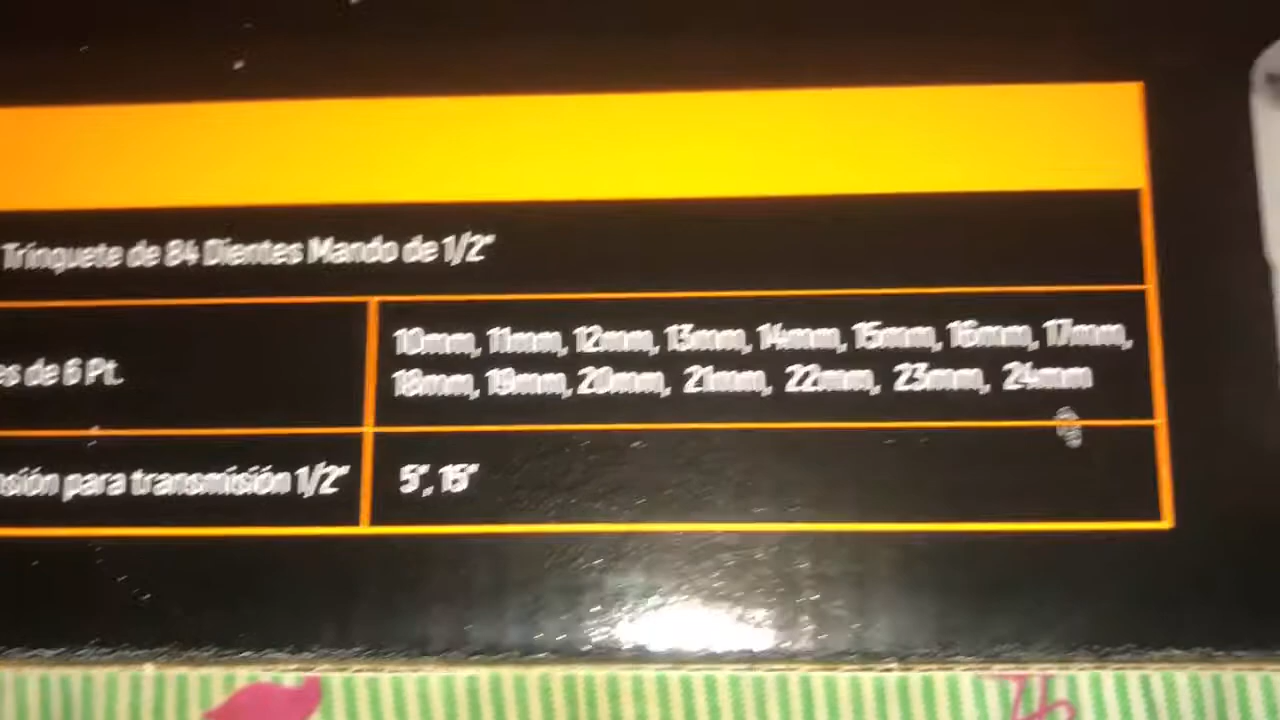 Trinquete de 84 Dientes Mando de 1/2"
es de 6 Pt.
10mm, 11mm, 12mm, 13mm, 14mm, 15mm, 16mm, 17mm,
18mm, 19mm, 20mm, 21mm, 22mm, 23mm, 24mm
nsión para transmisión 1/2"
5",